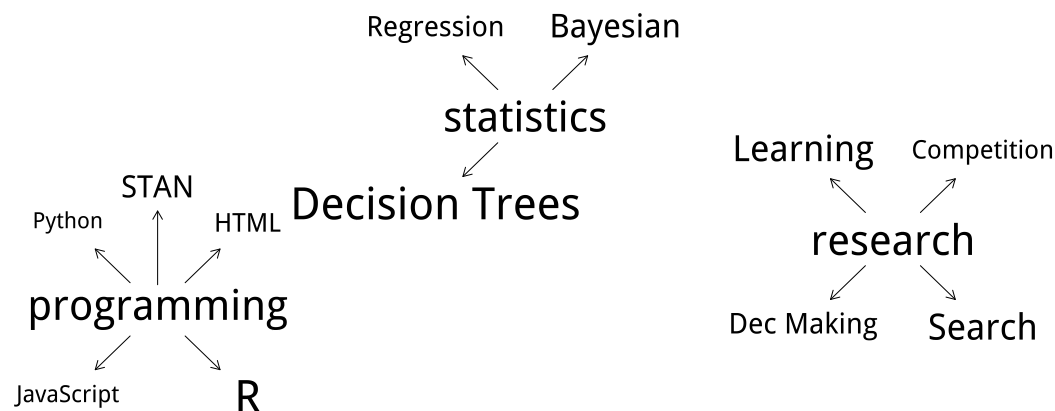 Regression
Bayesian
statistics
Decision Trees
Learning
Competition
research
Dec Making
Search
STAN
Python
HTML
programming
JavaScript
R